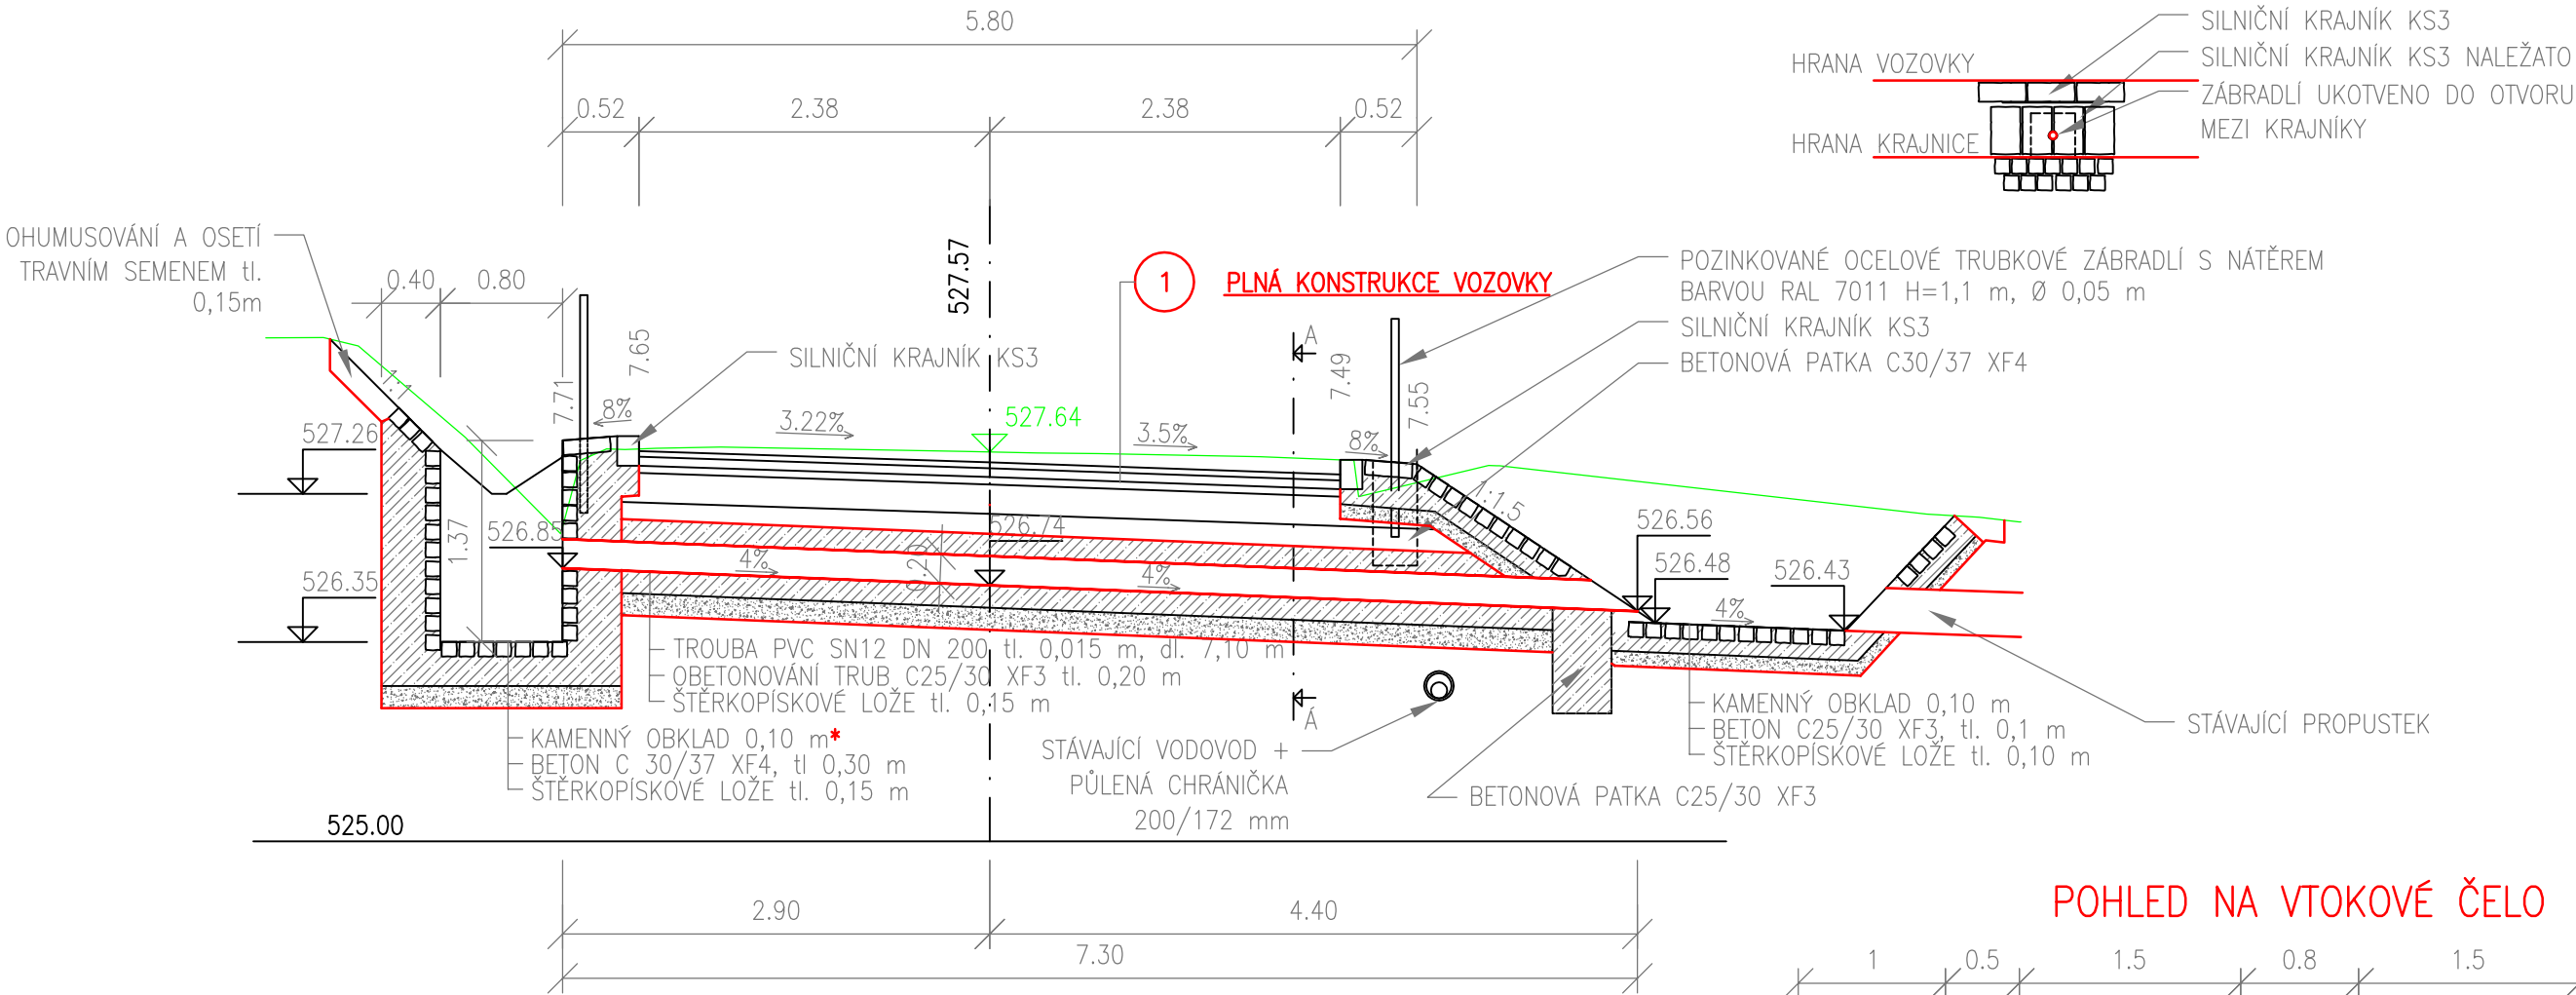 5.80
0.52
2.38
2.38
0.52
SILNIČNÍ KRAJNÍK KS3
SILNIČNÍ KRAJNÍK KS3 NALEŽATO
ZÁBRADLÍ UKOTVENO DO OTVORU
MEZI KRAJNÍKY
HRANA VOZOVKY
HRANA KRAJNICE
OHUMUSOVÁNÍ A OSETÍ
TRAVNÍM SEMENEM tl.
0,15m
0.40
0.80
1:1
527.57
1
PLNÁ KONSTRUKCE VOZOVKY
POZINKOVANÉ OCELOVÉ TRUBKOVÉ ZÁBRADLÍ S NÁTĚREM
BARVOU RAL 7011 H=1,1 m, Ø 0,05 m
SILNIČNÍ KRAJNÍK KS3
BETONOVÁ PATKA C30/37 XF4
SILNIČNÍ KRAJNÍK KS3
7.71
7.65
8%
3.22%
527.64
3.5%
A
7.49
7.55
8%
1:1.5
527.26
526.35
1.37
526.85
526.74
0.20
4%
4%
526.56
526.48
526.43
4%
TROUBA PVC SN12 DN 200 tl. 0,015 m, dl. 7,10 m
OBETONOVÁNÍ TRUB C25/30 XF3 tl. 0,20 m
ŠTĚRKOPÍSKOVÉ LOŽE tl. 0,15 m
Á
KAMENNÝ OBKLAD 0,10 m*
BETON C 30/37 XF4, tl 0,30 m
ŠTĚRKOPÍSKOVÉ LOŽE tl. 0,15 m
STÁVAJÍCÍ VODOVOD +
PŮLENÁ CHRÁNIČKA
200/172 mm
KAMENNÝ OBKLAD 0,10 m
BETON C25/30 XF3, tl. 0,1 m
ŠTĚRKOPÍSKOVÉ LOŽE tl. 0,10 m
STÁVAJÍCÍ PROPUSTEK
BETONOVÁ PATKA C25/30 XF3
525.00
2.90
4.40
7.30
POHLED NA VTOKOVÉ ČELO
1
0.5
1.5
0.8
1.5